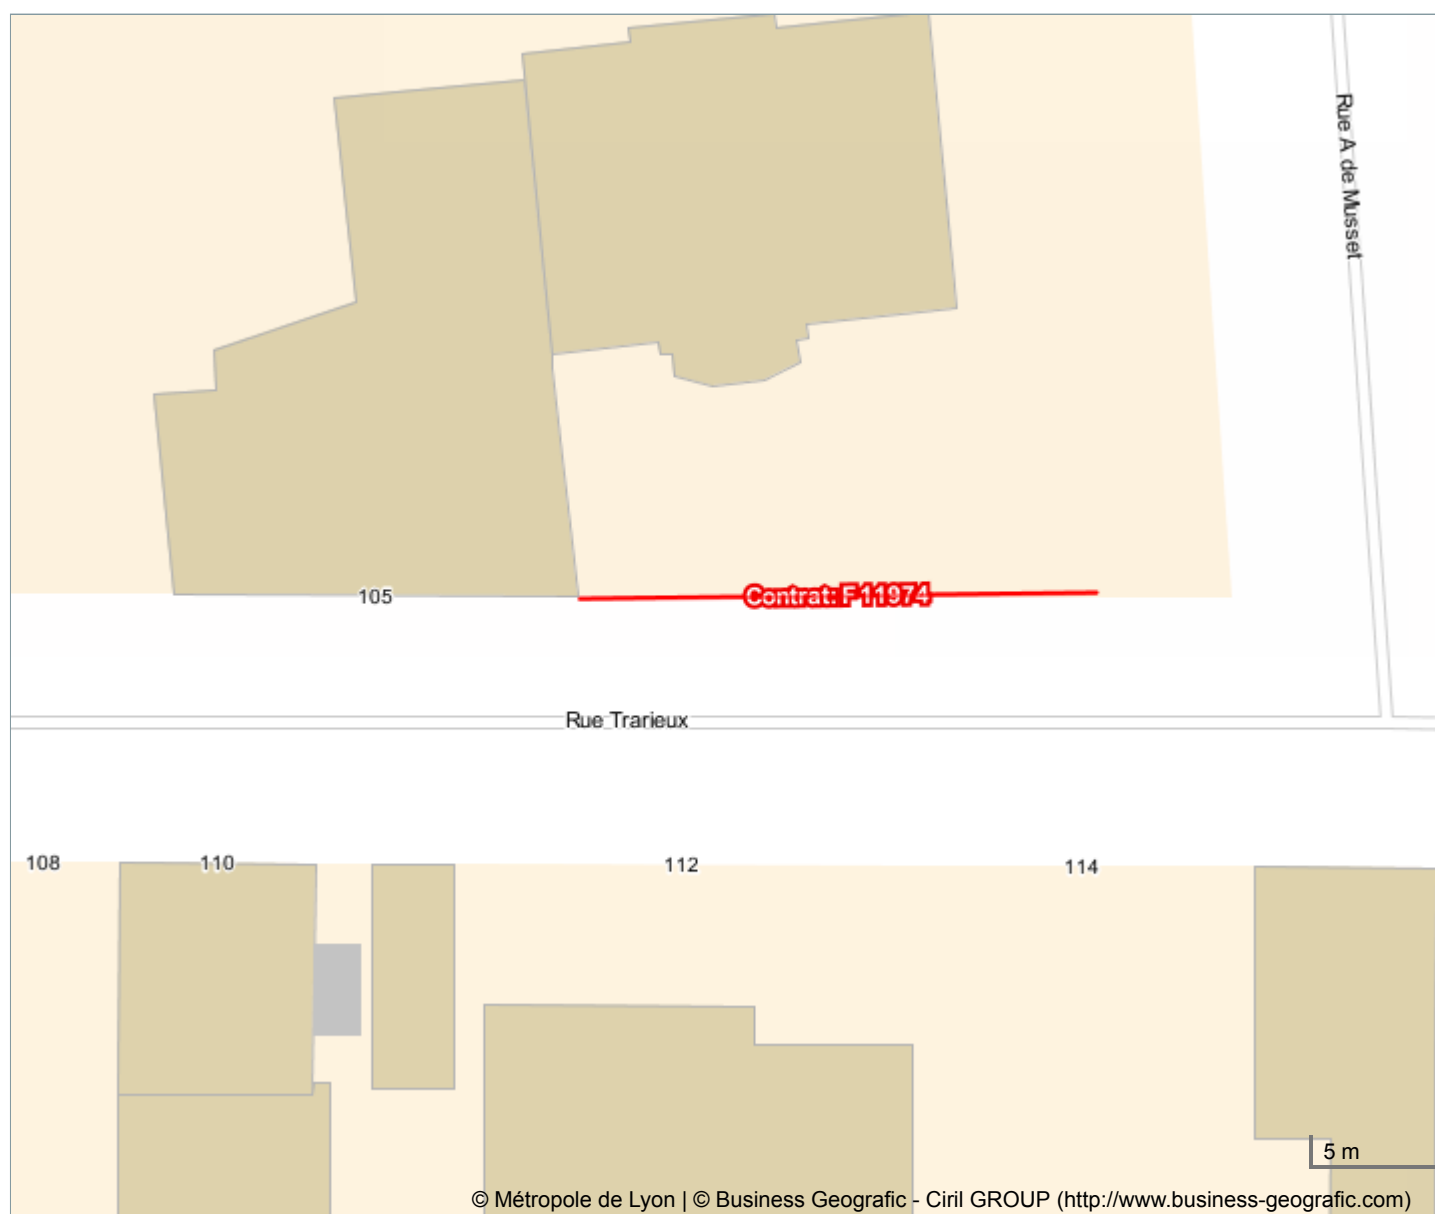 Rue A de Musset
105
Contrat: F11974
Rue Trarieux
108
110
112
114
5 m
© Métropole de Lyon | © Business Geografic - Ciril GROUP (http://www.business-geografic.com)